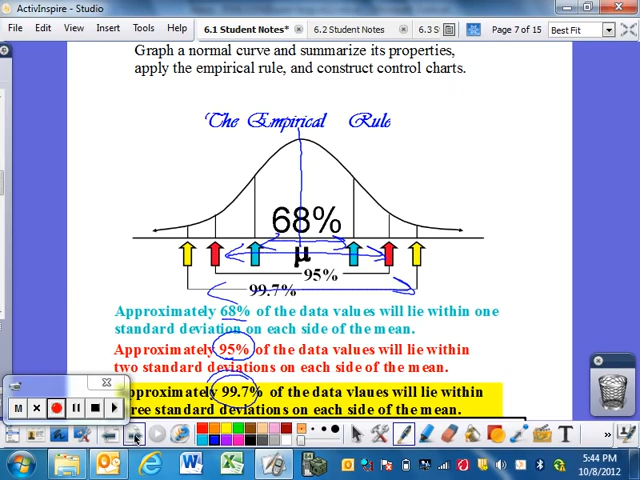 ActivInspire - Studio
File Edit View Insert Tools Help 6.1 Student Notes* 6.2 Student Notes 6.3 S Page 7 of 15 Best Fit
Graph a normal curve and summarize its properties,
apply the empirical rule, and construct control charts.
The Empirical Rule
68%
μ
95%
99.7%
Approximately 68% of the data values will lie within one
standard deviation on each side of the mean.
Approximately 95% of the data values will lie within
two standard deviations on each side of the mean.
pproximately 99.7% of the data vlaues will lie within
ree standard deviations on each side of the mean.
M
T
»
5:44 PM
10/8/2012